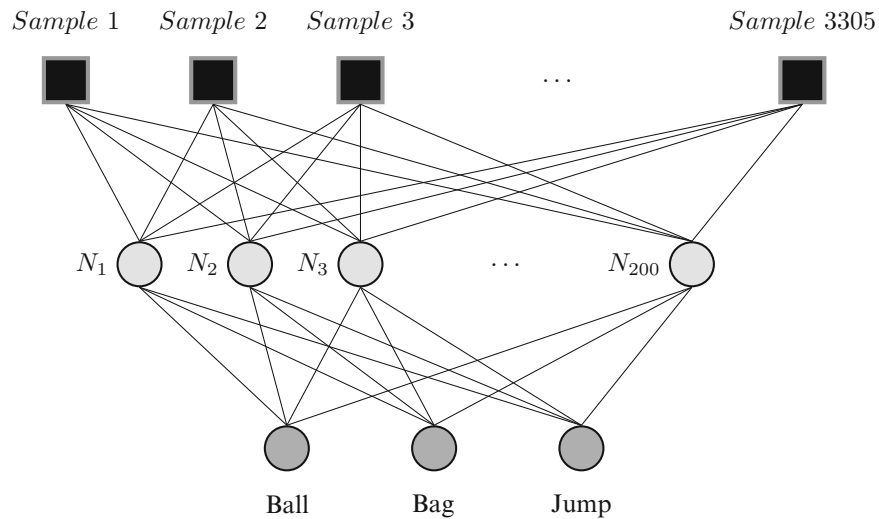 Sample 1 Sample 2 Sample 3 ... Sample 3305
N₁ N₂ N₃ ... N₂₀₀
Ball Bag Jump